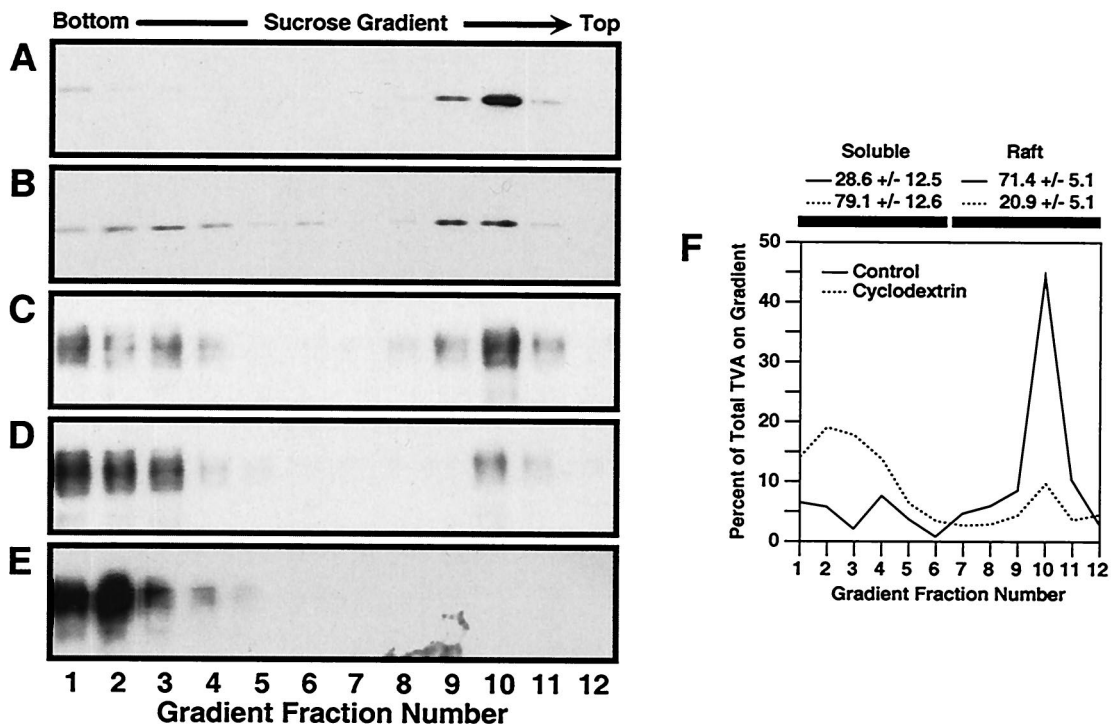 Bottom Sucrose Gradient Top
A
B
C
D
E
1 2 3 4 5 6 7 8 9 10 11 12
Gradient Fraction Number
Soluble Raft
28.6 +/- 12.5 71.4 +/- 5.1
79.1 +/- 12.6 20.9 +/- 5.1
F
Percent of Total TVA on Gradient
50
40
30
20
10
0
Control
Cyclodextrin
1 2 3 4 5 6 7 8 9 10 11 12
Gradient Fraction Number